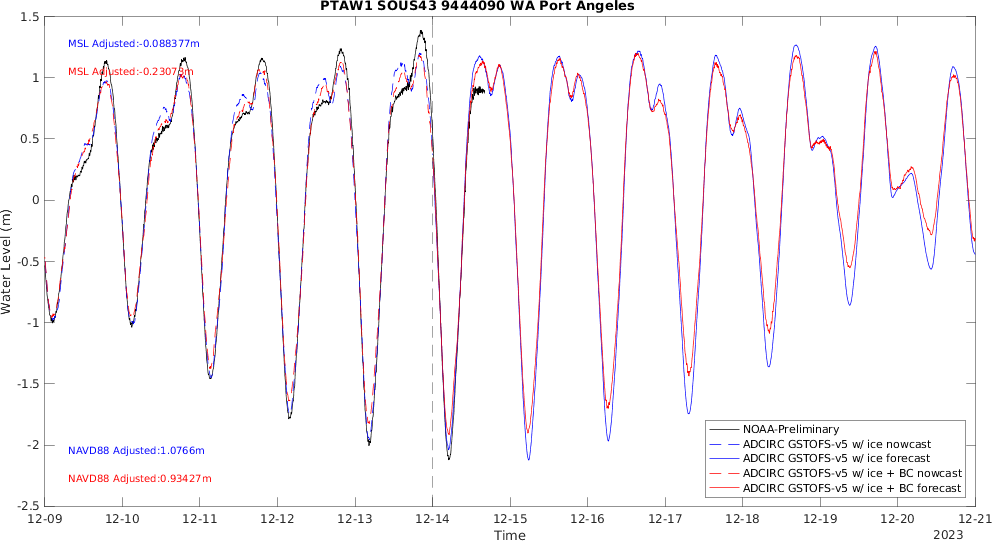 PTAW1 SOUS43 9444090 WA Port Angeles
MSL Adjusted:-0.088377m
MSL Adjusted:-0.23073m
NAVD88 Adjusted:1.0766m
NAVD88 Adjusted:0.93427m
Water Level (m)
1.5
1
0.5
0
-0.5
-1
-1.5
-2
-2.5
NOAA-Preliminary
ADCIRC GSTOFS-v5 w/ ice nowcast
ADCIRC GSTOFS-v5 w/ ice forecast
ADCIRC GSTOFS-v5 w/ ice + BC nowcast
ADCIRC GSTOFS-v5 w/ ice + BC forecast
12-09 12-10 12-11 12-12 12-13 12-14 12-15 12-16 12-17 12-18 12-19 12-20 12-21
Time
2023